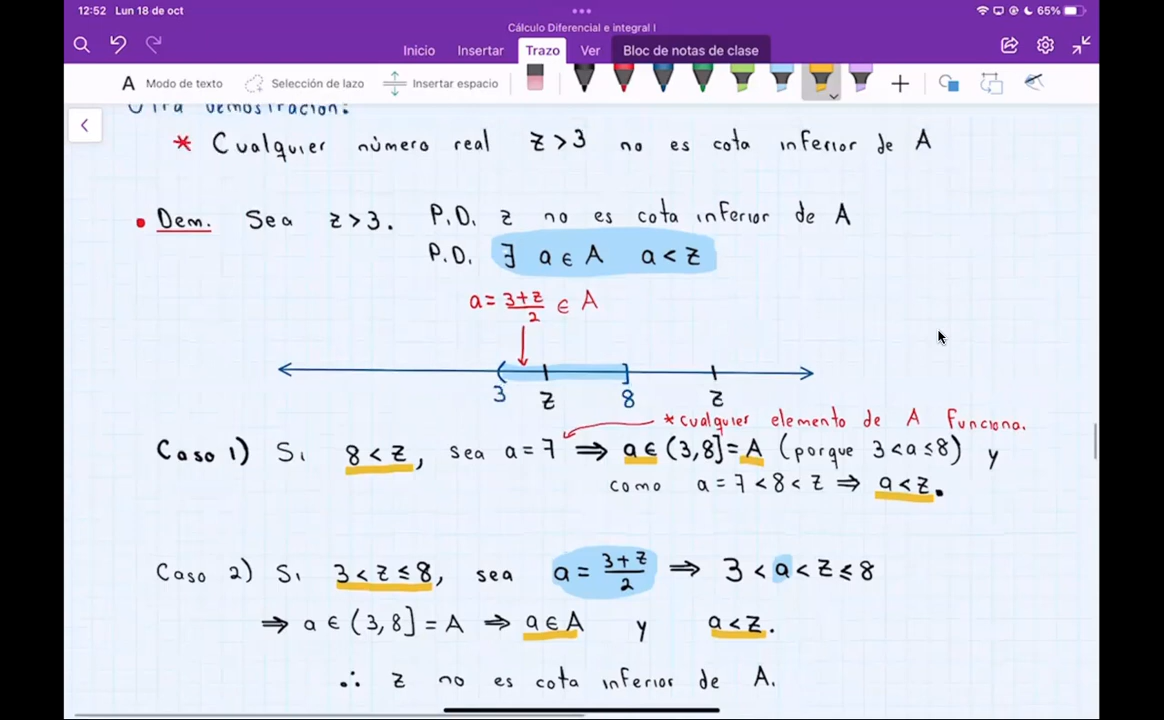 12:52 Lun 18 de oct
65%
Cálculo Diferencial e integral I
Inicio Insertar Trazo Ver Bloc de notas de clase
A Modo de texto Selección de lazo Insertar espacio
Otra Demostración:
* Cualquier número real z > 3 no es cota inferior de A
• Dem. Sea z > 3. P.D. z no es cota inferior de A
P.D. ∃ a ∈ A a < z
a = (3+z)/2 ∈ A
3 z 8 z
* cualquier elemento de A funciona.
Caso 1) Si 8 < z, sea a = 7 ⇒ a ∈ (3,8] = A (porque 3 < a ≤ 8) y
como a = 7 < 8 < z ⇒ a < z.
Caso 2) Si 3 < z ≤ 8, sea a = (3+z)/2 ⇒ 3 < a < z ≤ 8
⇒ a ∈ (3,8] = A ⇒ a ∈ A y a < z.
∴ z no es cota inferior de A.